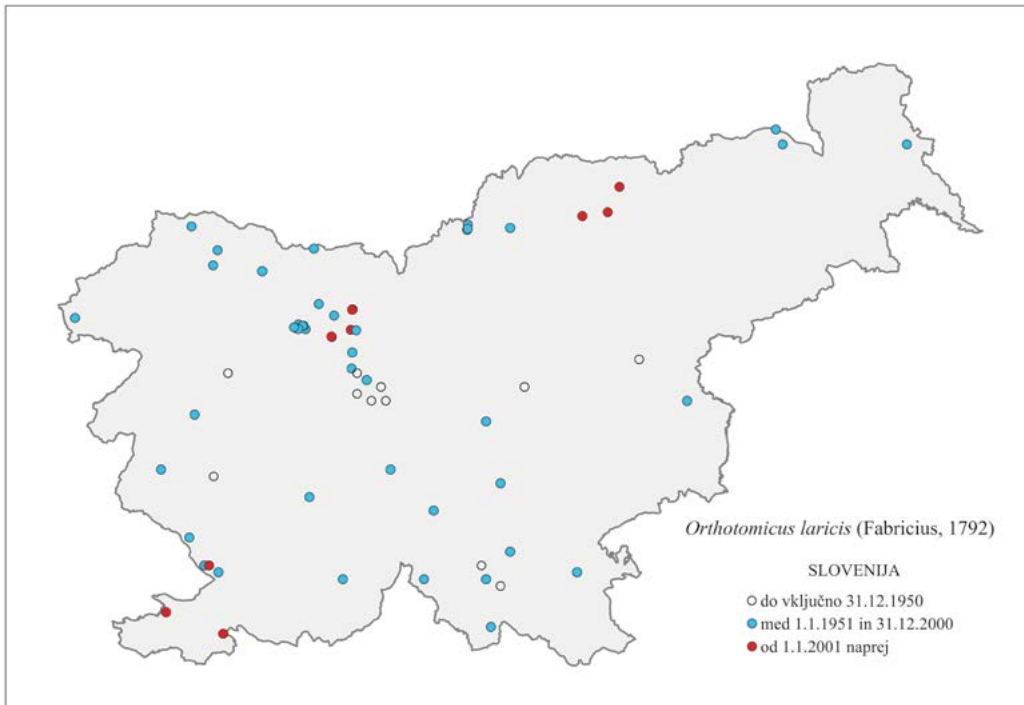 Orthotomicus laricis (Fabricius, 1792)
SLOVENIJA
do vključno 31.12.1950
med 1.1.1951 in 31.12.2000
od 1.1.2001 naprej